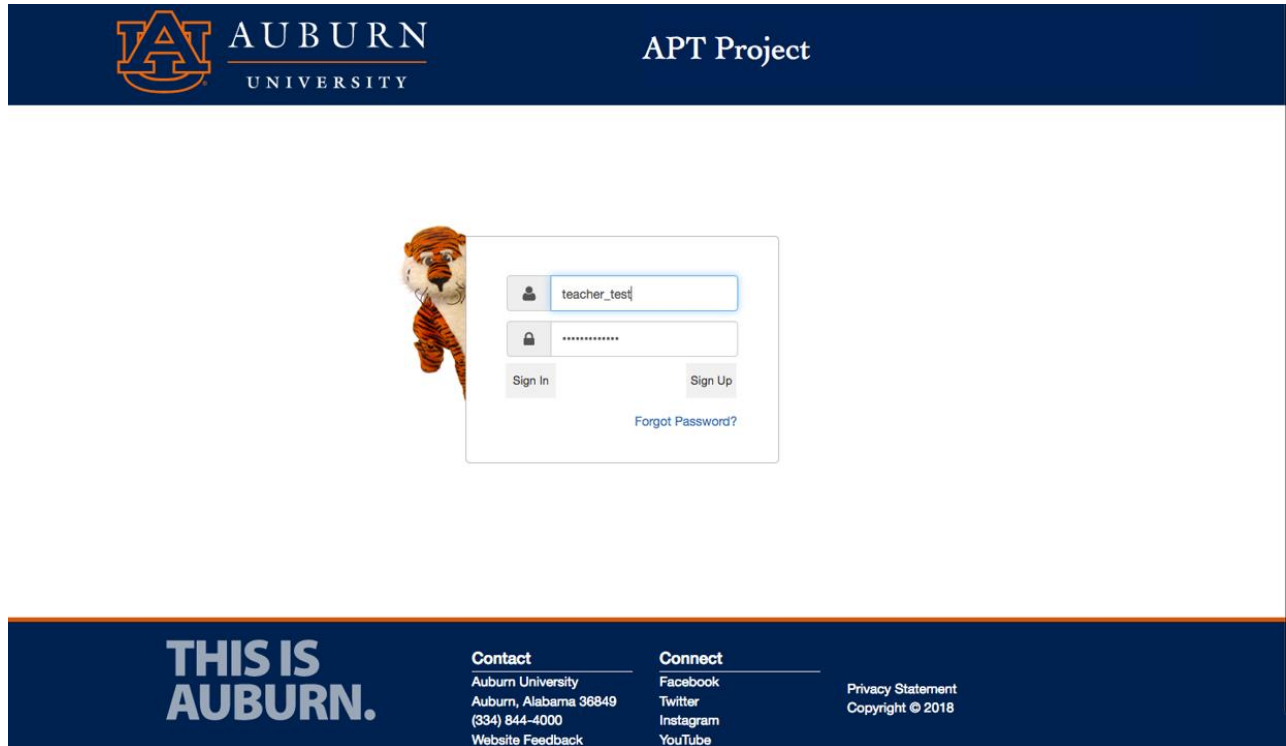 AUBURN
UNIVERSITY
APT Project
teacher_test
•••••••••••••
Sign In
Sign Up
Forgot Password?
THIS IS
AUBURN.
Contact
Auburn University
Auburn, Alabama 36849
(334) 844-4000
Website Feedback
Connect
Facebook
Twitter
Instagram
YouTube
Privacy Statement
Copyright © 2018